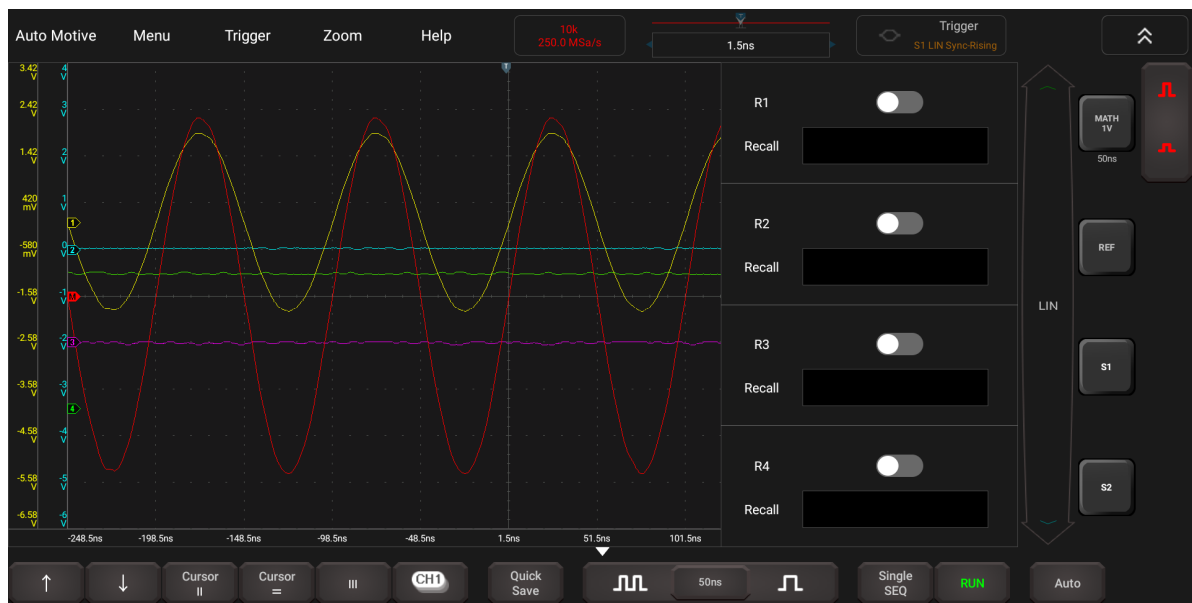 Auto Motive Menu Trigger Zoom Help
10k
250.0 MSa/s
T
1.5ns
Trigger
S1 LIN Sync-Rising
3.42
V
4
V
2.42
V
3
V
1.42
V
2
V
420
mV
1
V
-580
mV
0
V
-1.58
V
-1
V
-2.58
V
-2
V
-3.58
V
-3
V
-4.58
V
-4
V
-5.58
V
-5
V
-6.58
V
-6
V
T
1
2
M
3
4
-248.5ns -198.5ns -148.5ns -98.5ns -48.5ns 1.5ns 51.5ns 101.5ns
R1
Recall
R2
Recall
R3
Recall
R4
Recall
LIN
MATH
1V
50ns
REF
S1
S2
↑ ↓
Cursor
||
Cursor
=
III
CH1
Quick
Save
50ns
Single
SEQ
RUN
Auto